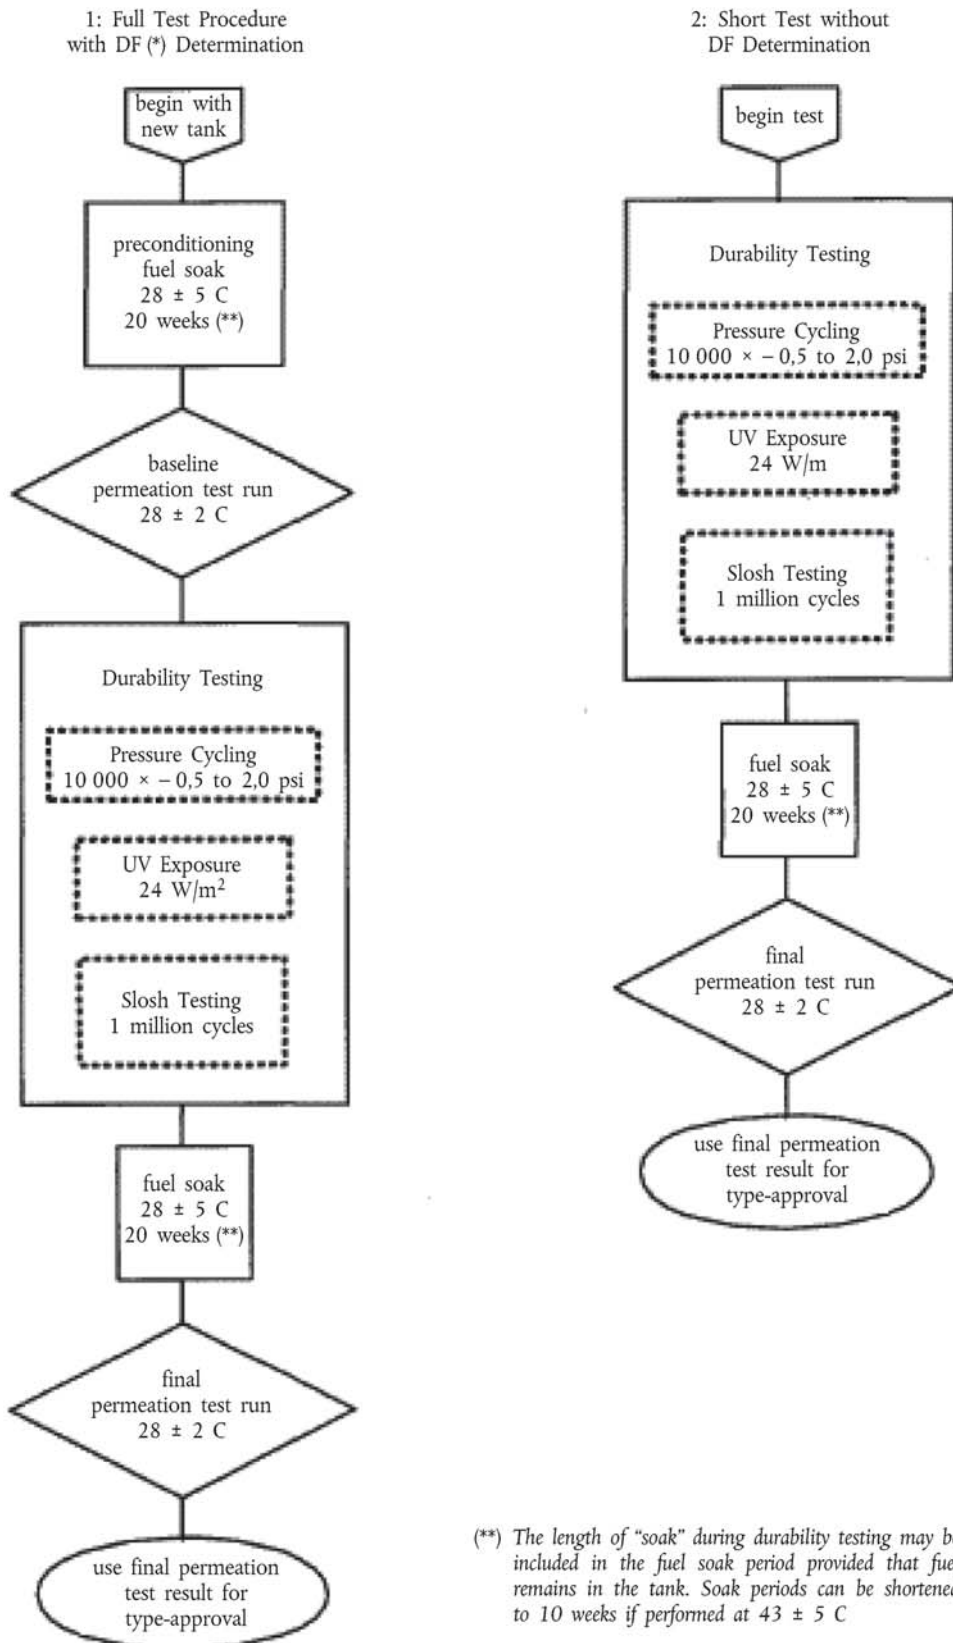 1: Full Test Procedure
with DF (*) Determination
begin with
new tank
preconditioning
fuel soak
28 ± 5 C
20 weeks (**)
baseline
permeation test run
28 ± 2 C
Durability Testing
Pressure Cycling
10 000 × – 0,5 to 2,0 psi
UV Exposure
24 W/m²
Slosh Testing
1 million cycles
fuel soak
28 ± 5 C
20 weeks (**)
final
permeation test run
28 ± 2 C
use final permeation
test result for
type-approval
2: Short Test without
DF Determination
begin test
Durability Testing
Pressure Cycling
10 000 × – 0,5 to 2,0 psi
UV Exposure
24 W/m
Slosh Testing
1 million cycles
fuel soak
28 ± 5 C
20 weeks (**)
final
permeation test run
28 ± 2 C
use final permeation
test result for
type-approval
(**) The length of “soak” during durability testing may be
included in the fuel soak period provided that fuel
remains in the tank. Soak periods can be shortened
to 10 weeks if performed at 43 ± 5 C